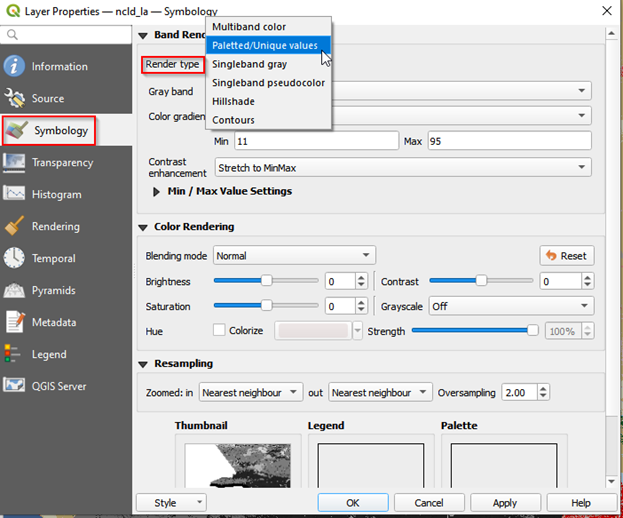 Layer Properties — ncld_la — Symbology
Information
Source
Symbology
Transparency
Histogram
Rendering
Temporal
Pyramids
Metadata
Legend
QGIS Server
Band Rend
Render type
Multiband color
Paletted/Unique values
Singleband gray
Singleband pseudocolor
Hillshade
Contours
Gray band
Color gradien
Min 11 Max 95
Contrast enhancement Stretch to MinMax
Min / Max Value Settings
Color Rendering
Blending mode Normal Reset
Brightness 0 Contrast 0
Saturation 0 Grayscale Off
Hue Colorize Strength 100%
Resampling
Zoomed: in Nearest neighbour out Nearest neighbour Oversampling 2.00
Thumbnail Legend Palette
Style OK Cancel Apply Help